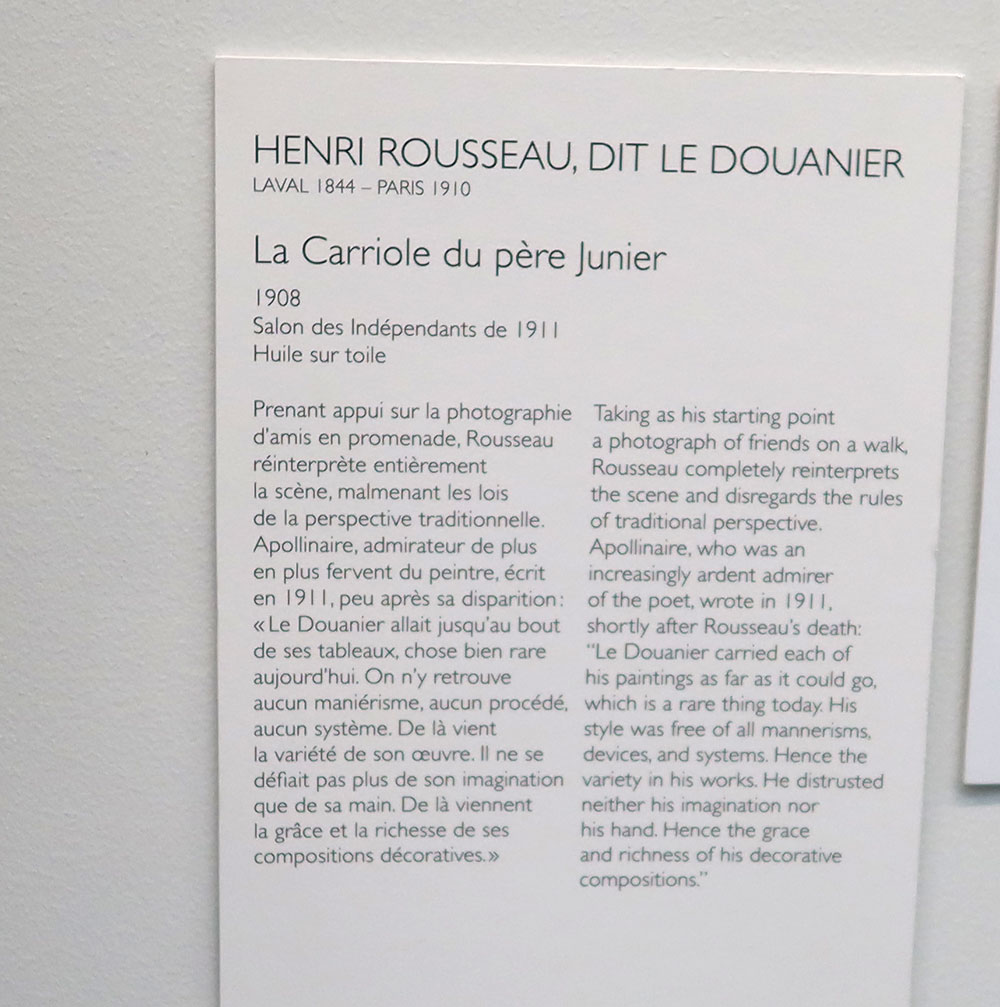 HENRI ROUSSEAU, DIT LE DOUANIER
LAVAL 1844 – PARIS 1910
La Carriole du père Junier
1908
Salon des Indépendants de 1911
Huile sur toile
Prenant appui sur la photographie
d'amis en promenade, Rousseau
réinterprète entièrement
la scène, malmenant les lois
de la perspective traditionnelle.
Apollinaire, admirateur de plus
en plus fervent du peintre, écrit
en 1911, peu après sa disparition :
« Le Douanier allait jusqu'au bout
de ses tableaux, chose bien rare
aujourd'hui. On n'y retrouve
aucun maniérisme, aucun procédé,
aucun système. De là vient
la variété de son œuvre. Il ne se
défiait pas plus de son imagination
que de sa main. De là viennent
la grâce et la richesse de ses
compositions décoratives. »
Taking as his starting point
a photograph of friends on a walk,
Rousseau completely reinterprets
the scene and disregards the rules
of traditional perspective.
Apollinaire, who was an
increasingly ardent admirer
of the poet, wrote in 1911,
shortly after Rousseau's death:
"Le Douanier carried each of
his paintings as far as it could go,
which is a rare thing today. His
style was free of all mannerisms,
devices, and systems. Hence the
variety in his works. He distrusted
neither his imagination nor
his hand. Hence the grace
and richness of his decorative
compositions."